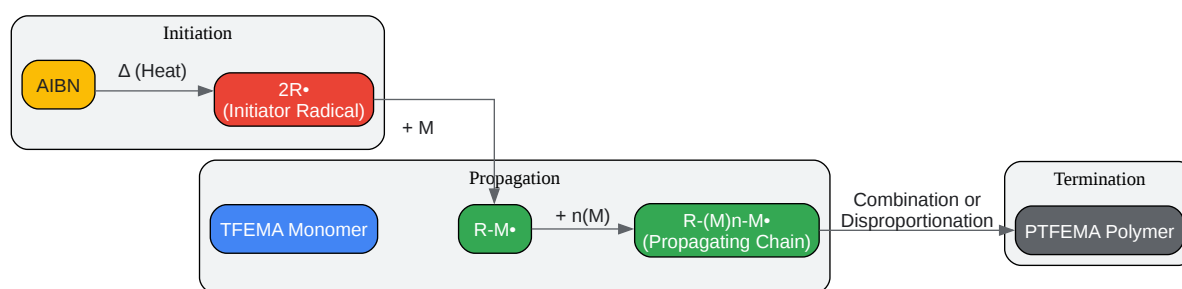 Initiation
AIBN
Δ (Heat)
2R•
(Initiator Radical)
+ M
Propagation
TFEMA Monomer
R-M•
+ n(M)
R-(M)n-M•
(Propagating Chain)
Combination or
Disproportionation
Termination
PTFEMA Polymer